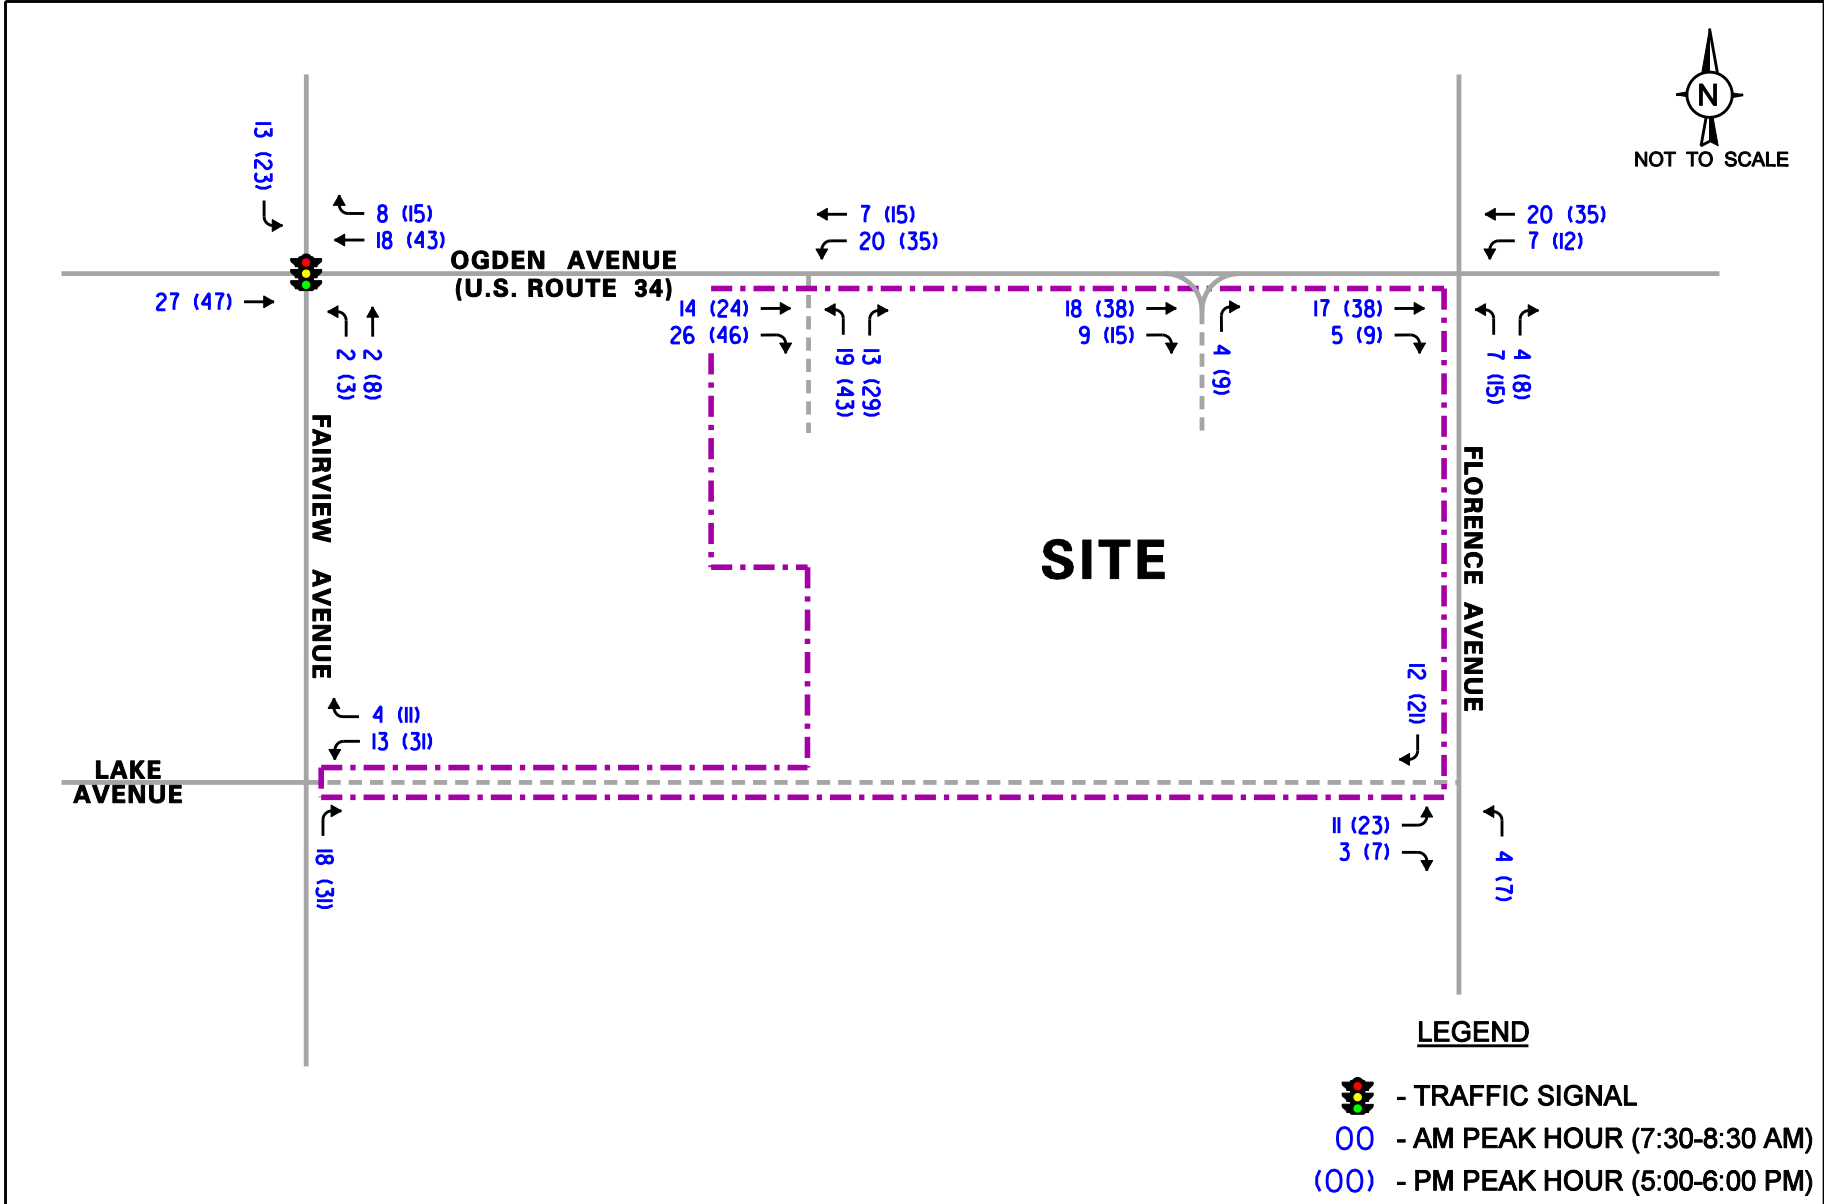 N
NOT TO SCALE
13 (23)
8 (15)
18 (43)
7 (15)
20 (35)
20 (35)
7 (12)
OGDEN AVENUE
(U.S. ROUTE 34)
27 (47)
14 (24)
26 (46)
18 (38)
9 (15)
17 (38)
5 (9)
2 (3)
2 (8)
19 (43)
13 (29)
4 (9)
7 (15)
4 (8)
FAIRVIEW AVENUE
SITE
FLORENCE AVENUE
12 (21)
4 (11)
13 (31)
LAKE
AVENUE
18 (31)
11 (23)
3 (7)
4 (7)
LEGEND
- TRAFFIC SIGNAL
00 - AM PEAK HOUR (7:30-8:30 AM)
(00) - PM PEAK HOUR (5:00-6:00 PM)